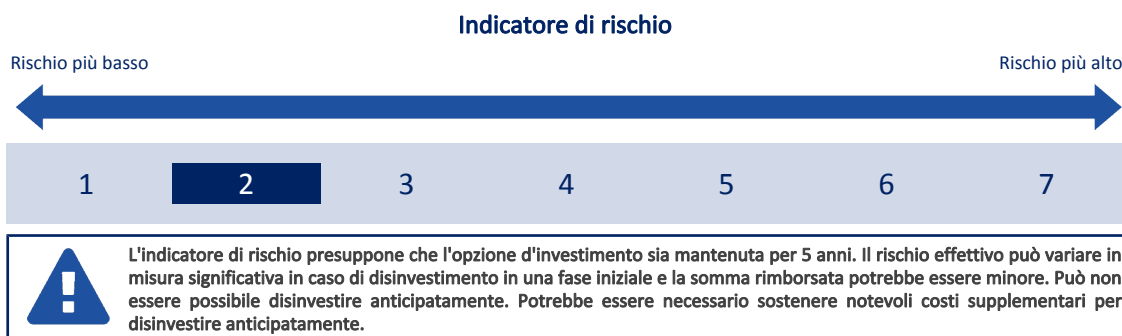 Indicatore di rischio
Rischio più basso
Rischio più alto
1 2 3 4 5 6 7
L'indicatore di rischio presuppone che l'opzione d'investimento sia mantenuta per 5 anni. Il rischio effettivo può variare in
misura significativa in caso di disinvestimento in una fase iniziale e la somma rimborsata potrebbe essere minore. Può non
essere possibile disinvestire anticipatamente. Potrebbe essere necessario sostenere notevoli costi supplementari per
disinvestire anticipatamente.